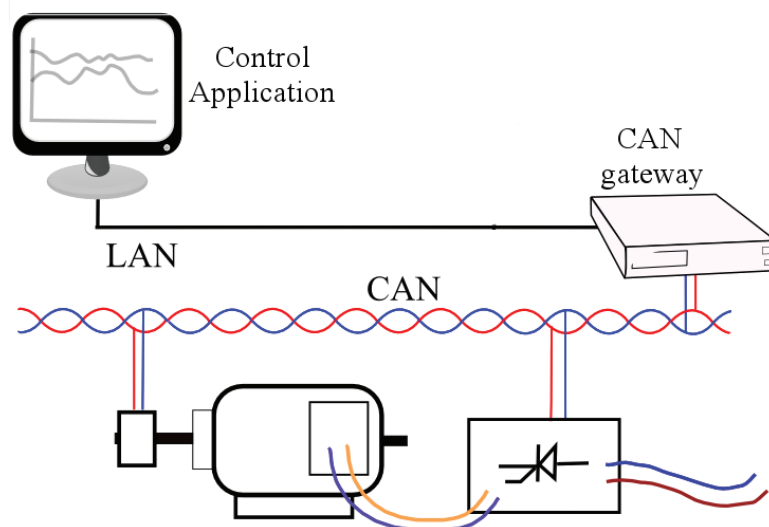 Control
Application
CAN
gateway
LAN
CAN